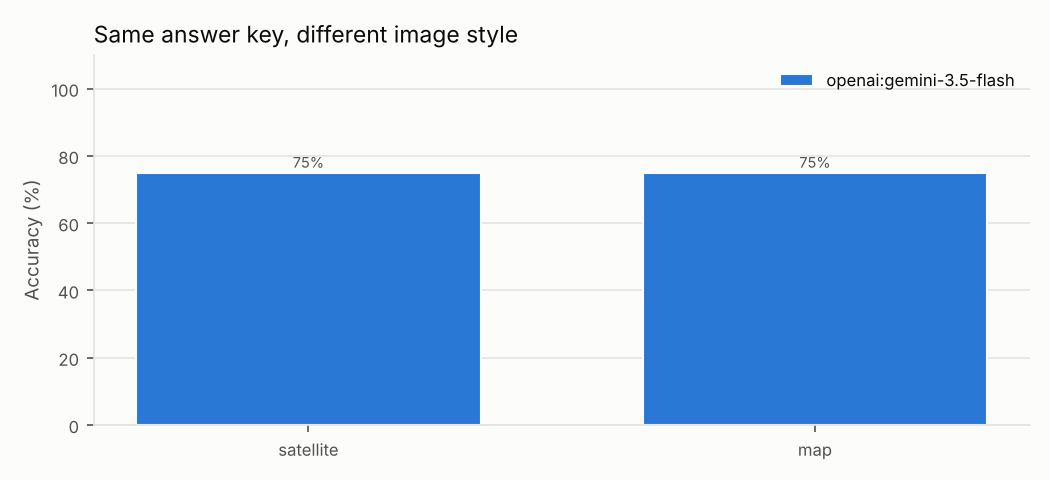 Same answer key, different image style
openai:gemini-3.5-flash
Accuracy (%)
100
80
60
40
20
0
75%
75%
satellite
map